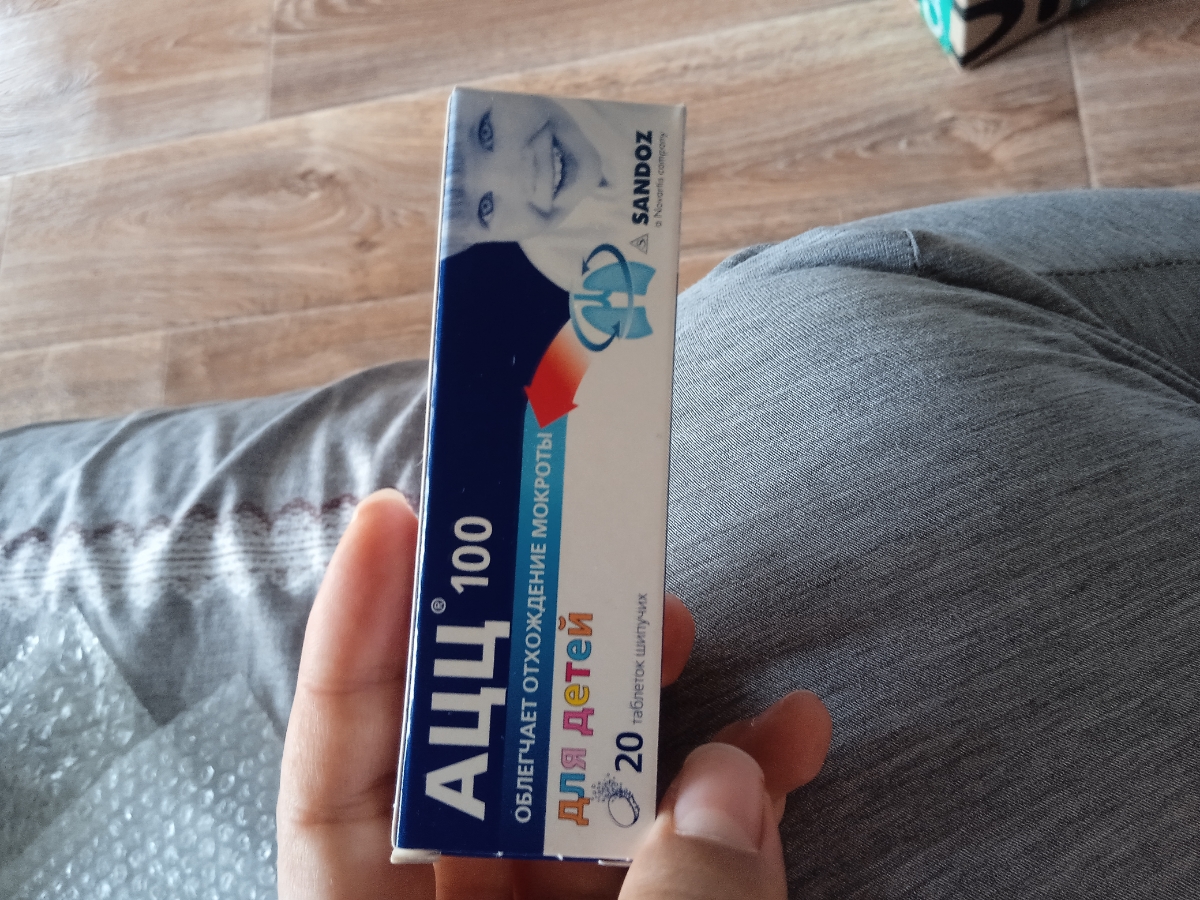 АЦЦ® 100
ОБЛЕГЧАЕТ ОТХОЖДЕНИЕ МОКРОТЫ
для детей
20 таблеток шипучих
SANDOZ
a Novartis company